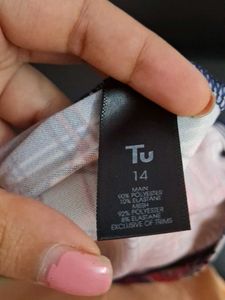 Tu
14
MAIN
90% POLYESTER
10% ELASTANE
MESH
92% POLYESTER
8% ELASTANE
EXCLUSIVE OF TRIMS